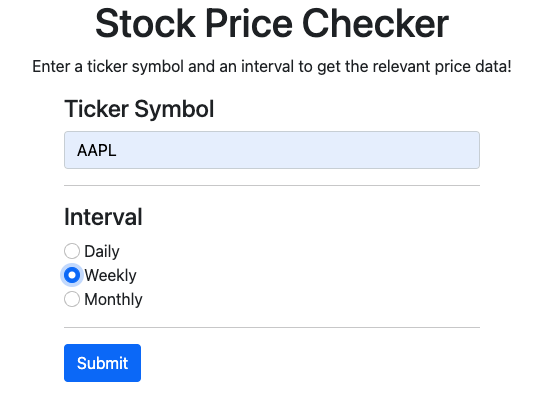 Stock Price Checker
Enter a ticker symbol and an interval to get the relevant price data!
Ticker Symbol
AAPL
Interval
Daily
Weekly
Monthly
Submit